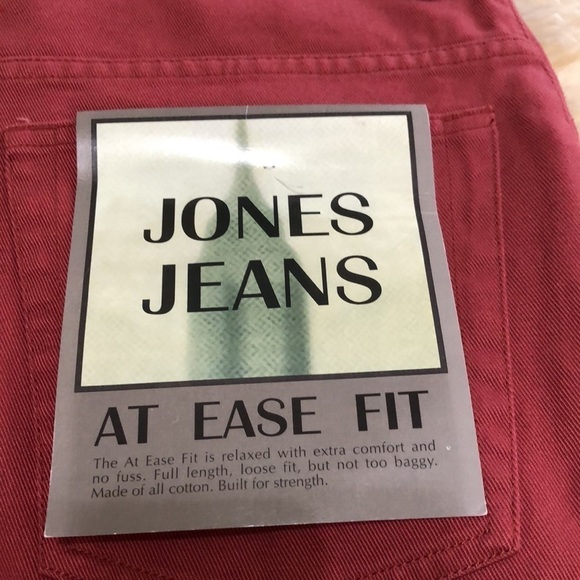 JONES
JEANS
AT EASE FIT
The At Ease Fit is relaxed with extra comfort and
no fuss. Full length, loose fit, but not too baggy.
Made of all cotton. Built for strength.